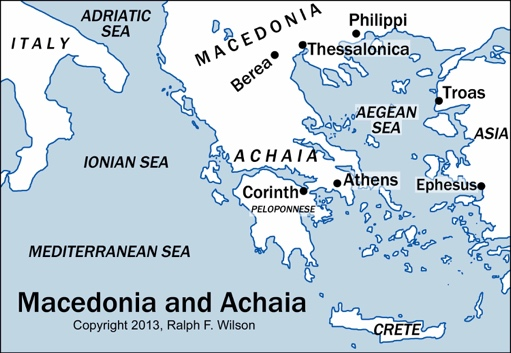 ADRIATIC
SEA
ITALY
MACEDONIA
Philippi
Thessalonica
Berea
Troas
AEGEAN
SEA
ASIA
IONIAN SEA
ACHAIA
Athens
Corinth
Ephesus
PELOPONNESE
MEDITERRANEAN SEA
Macedonia and Achaia
Copyright 2013, Ralph F. Wilson
CRETE